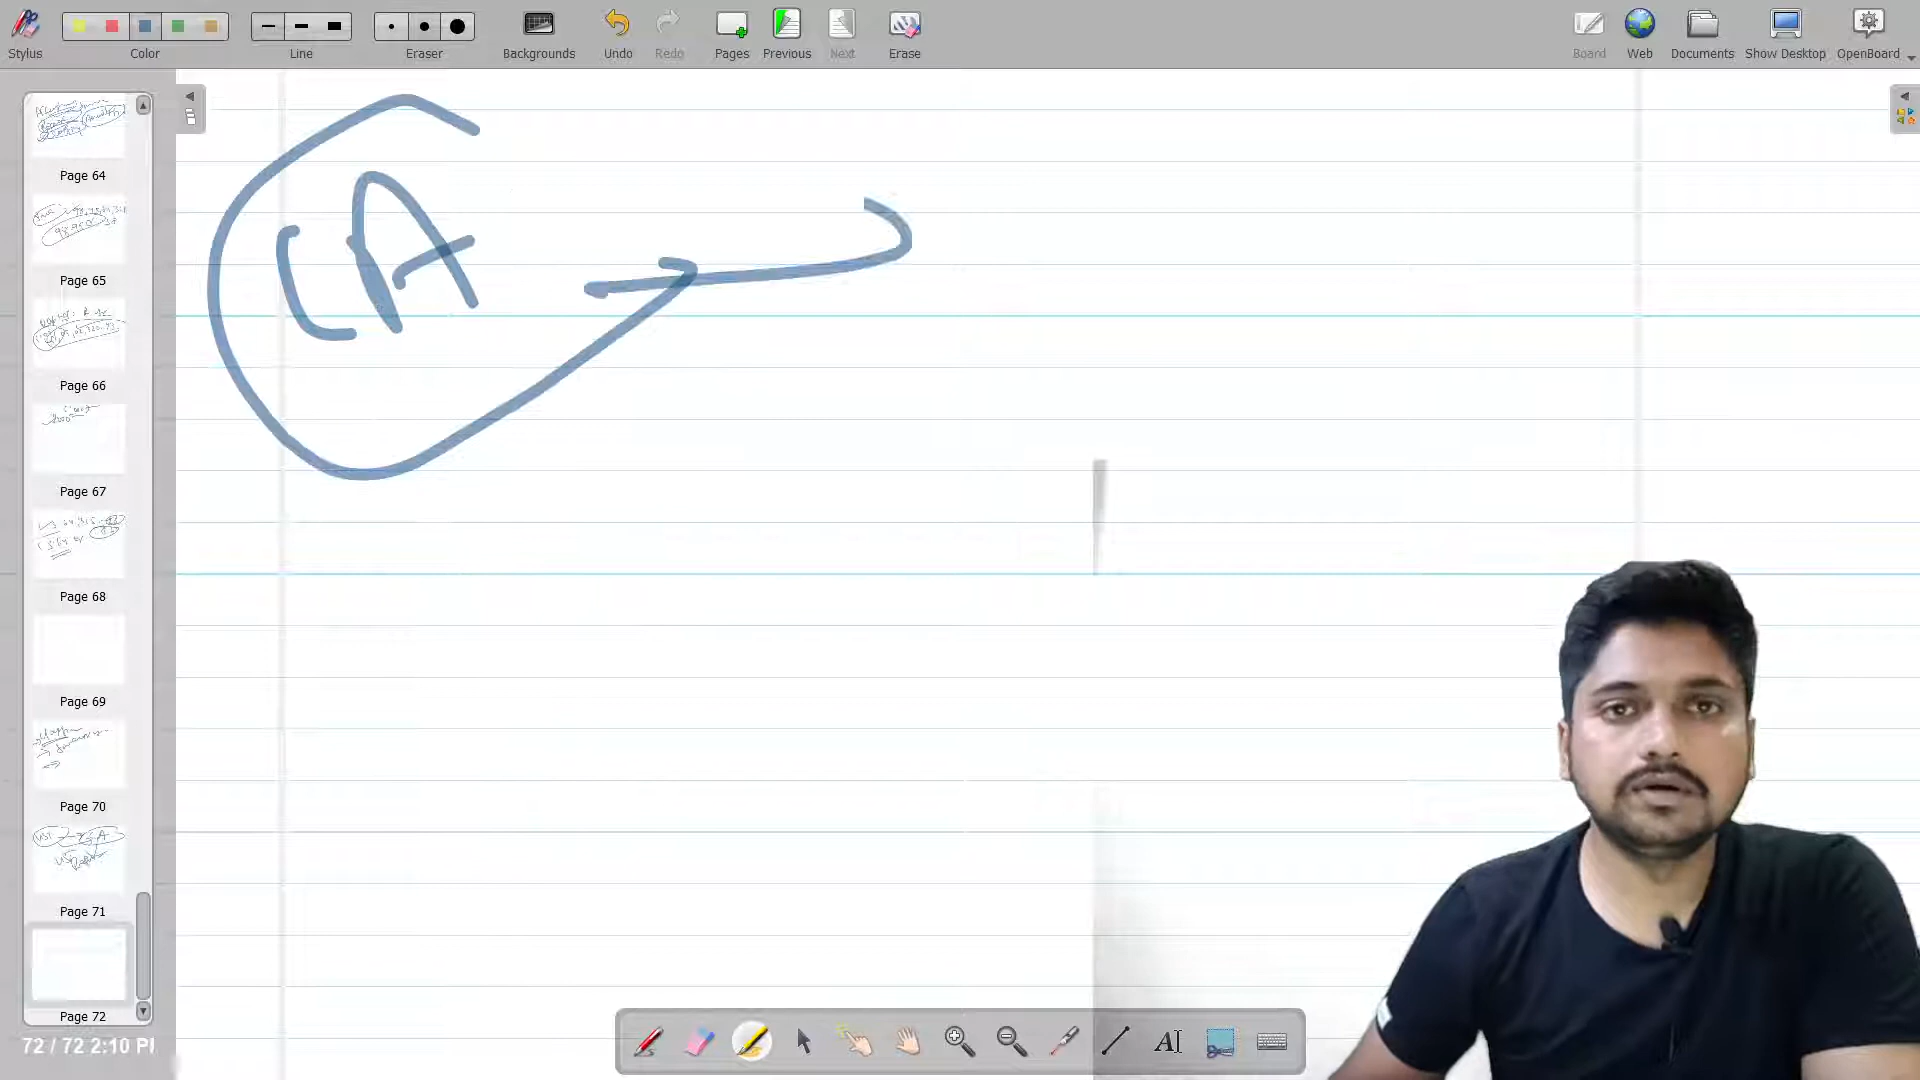 Stylus
Color
Line
Eraser
Backgrounds
Undo
Redo
Pages
Previous
Next
Erase
Board
Web
Documents
Show Desktop
OpenBoard
CA
Page 64
Page 65
Page 66
Page 67
Page 68
Page 69
Page 70
Page 71
Page 72
72 / 72 2:10 PM